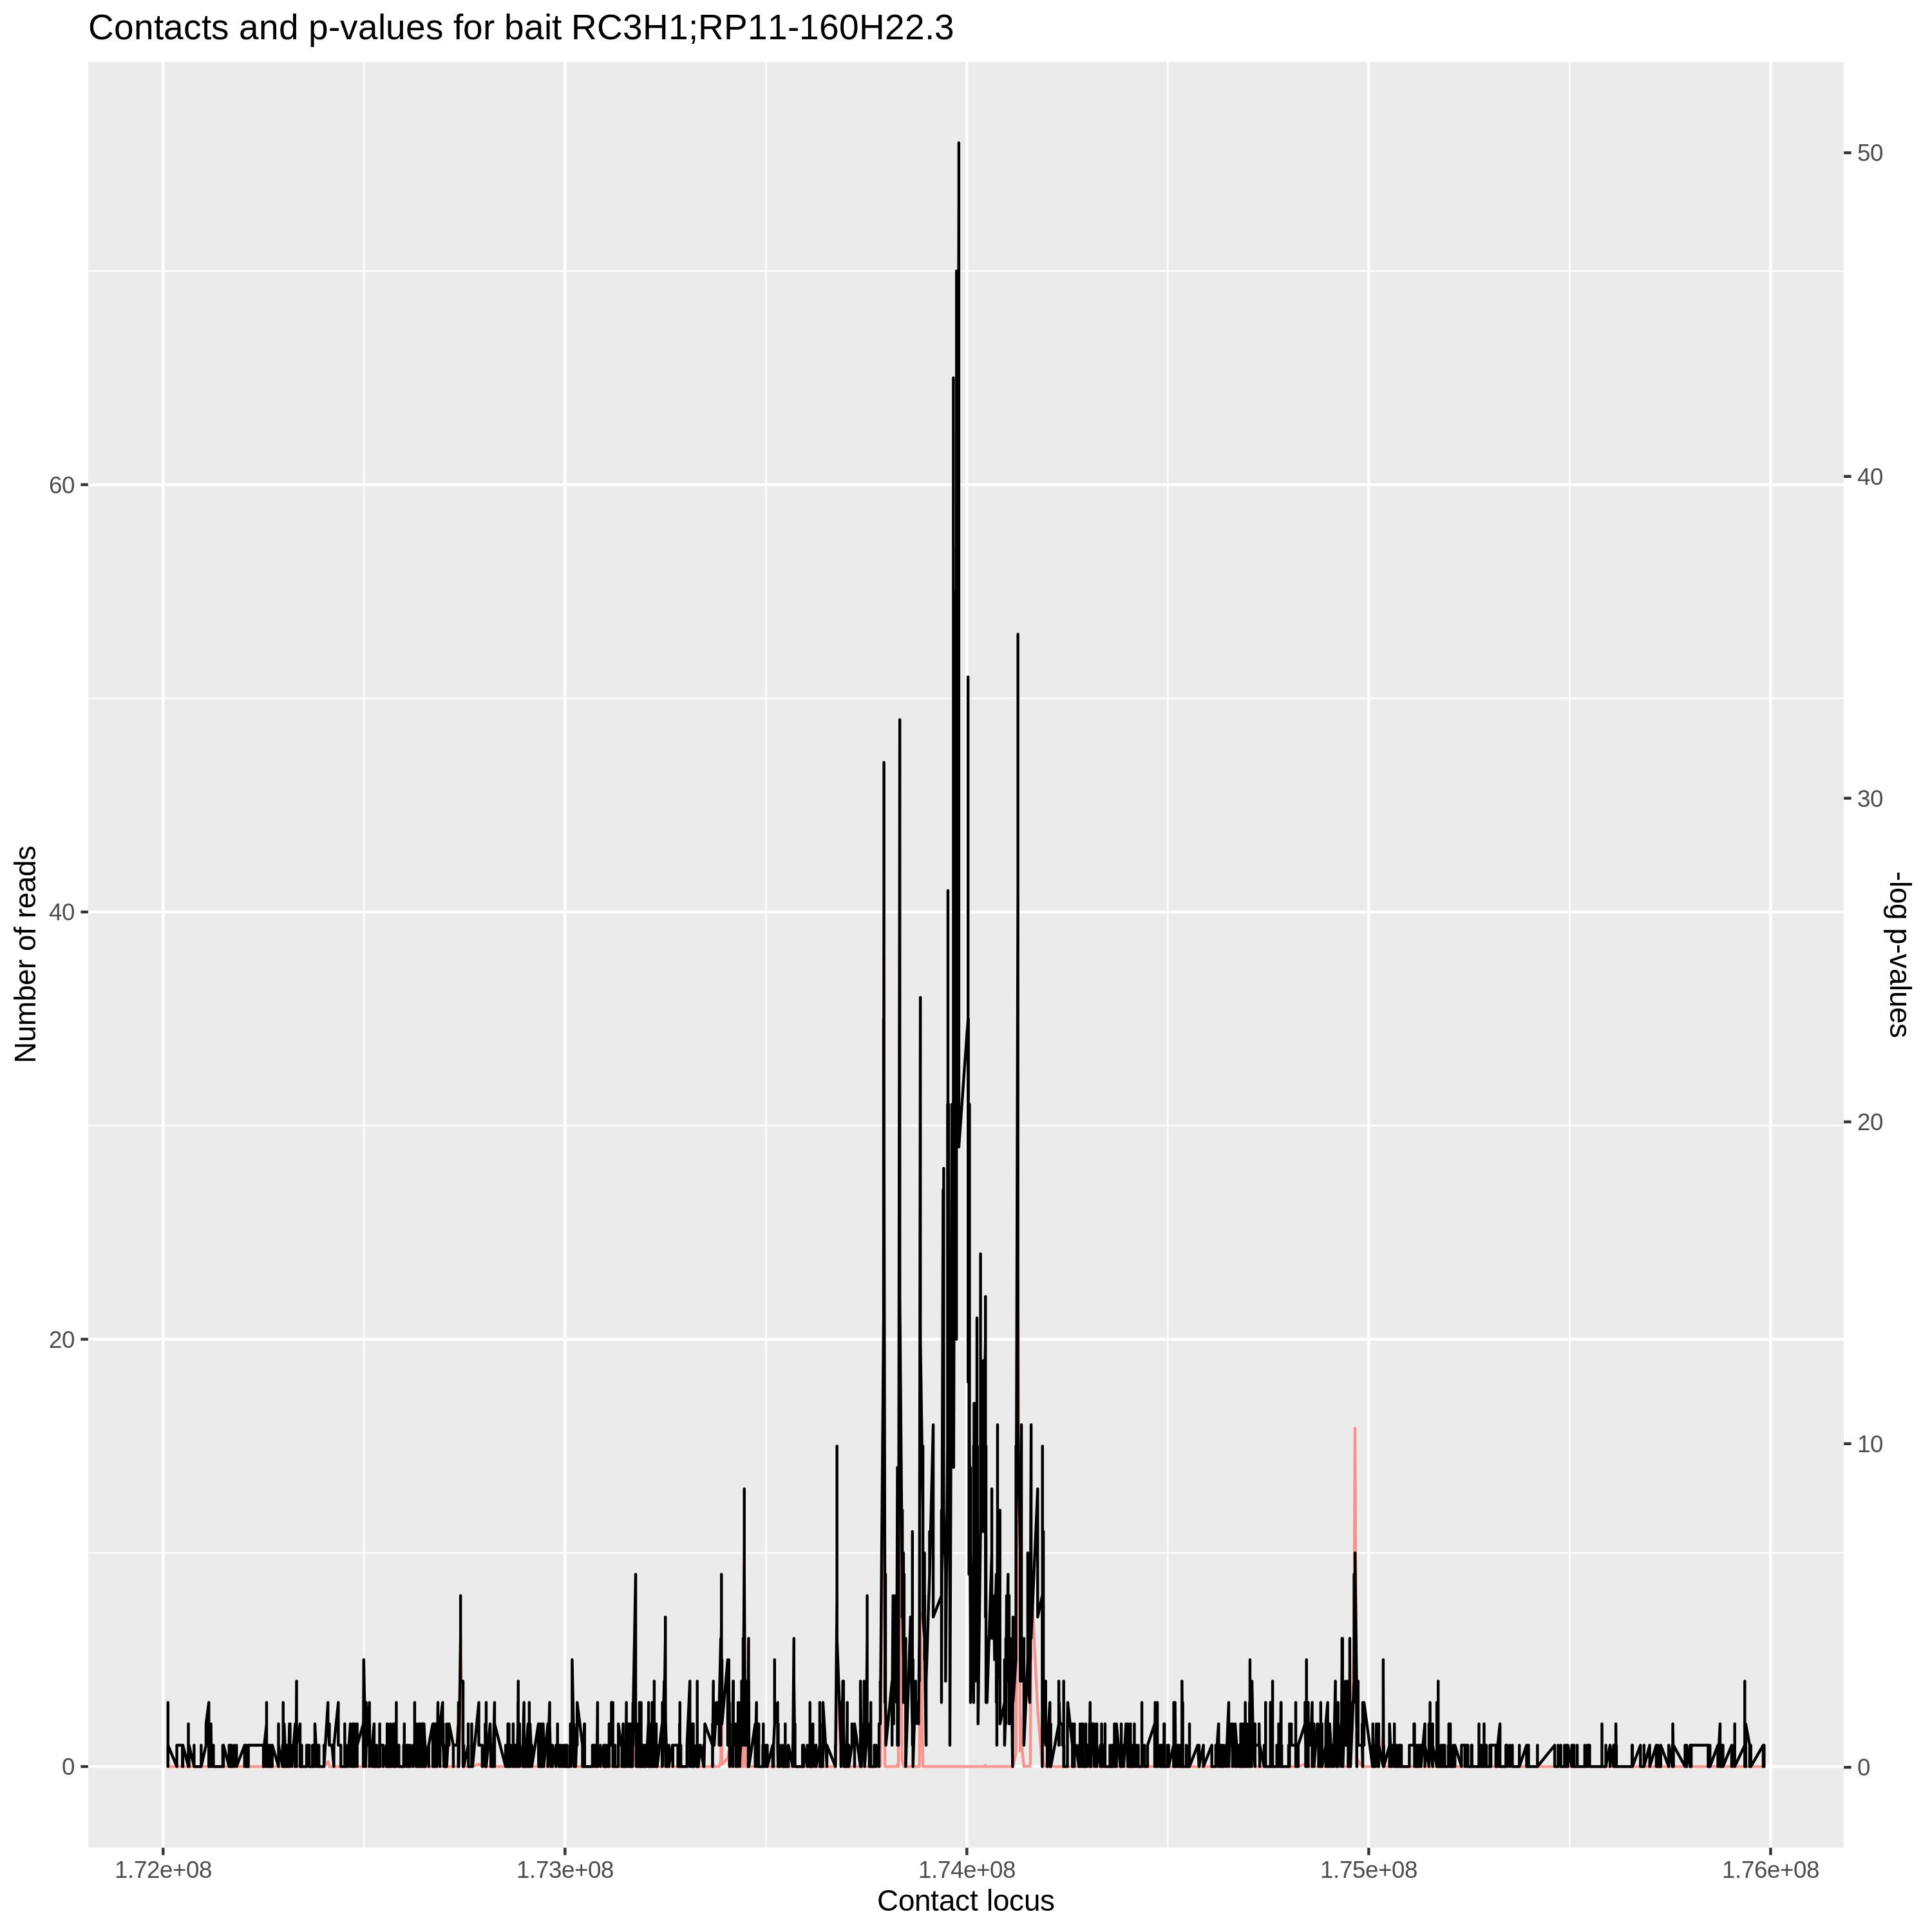 Contacts and p-values for bait RC3H1;RP11-160H22.3
Number of reads
60
40
20
0
50
40
30
20
10
0
-log p-values
1.72e+08 1.73e+08 1.74e+08 1.75e+08 1.76e+08
Contact locus